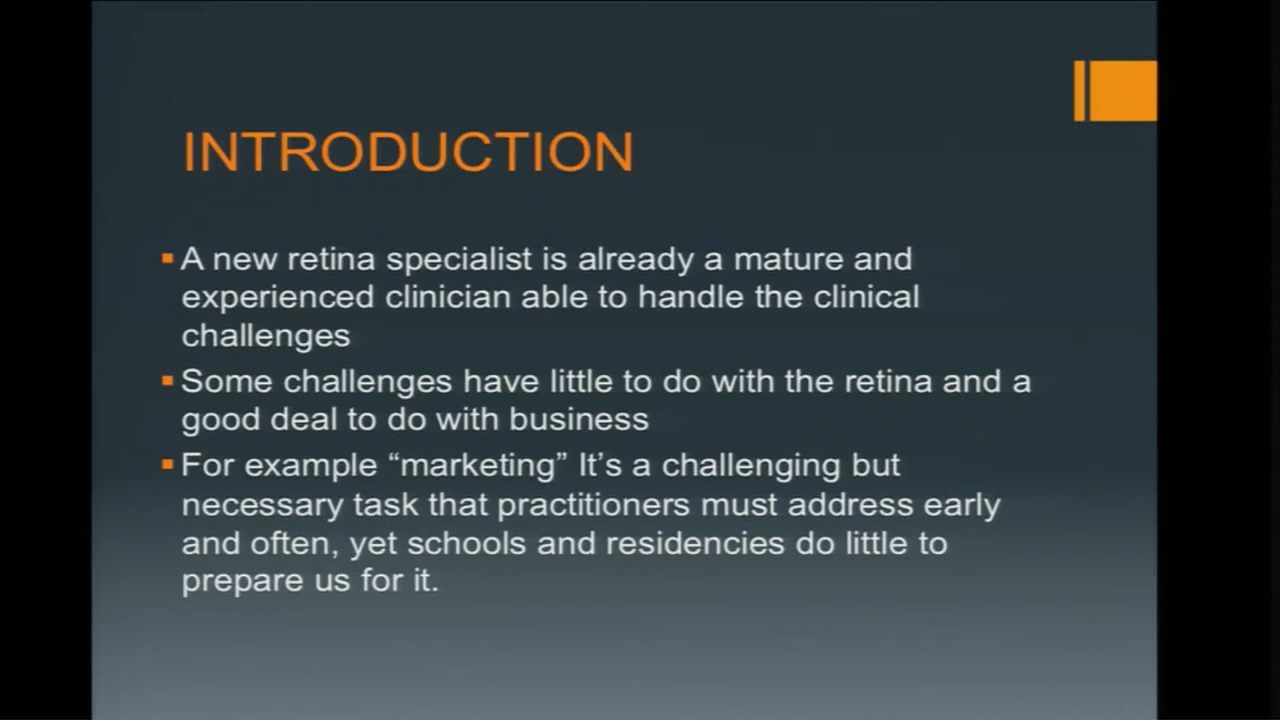 INTRODUCTION
▪ A new retina specialist is already a mature and
experienced clinician able to handle the clinical
challenges
▪ Some challenges have little to do with the retina and a
good deal to do with business
▪ For example “marketing” It’s a challenging but
necessary task that practitioners must address early
and often, yet schools and residencies do little to
prepare us for it.